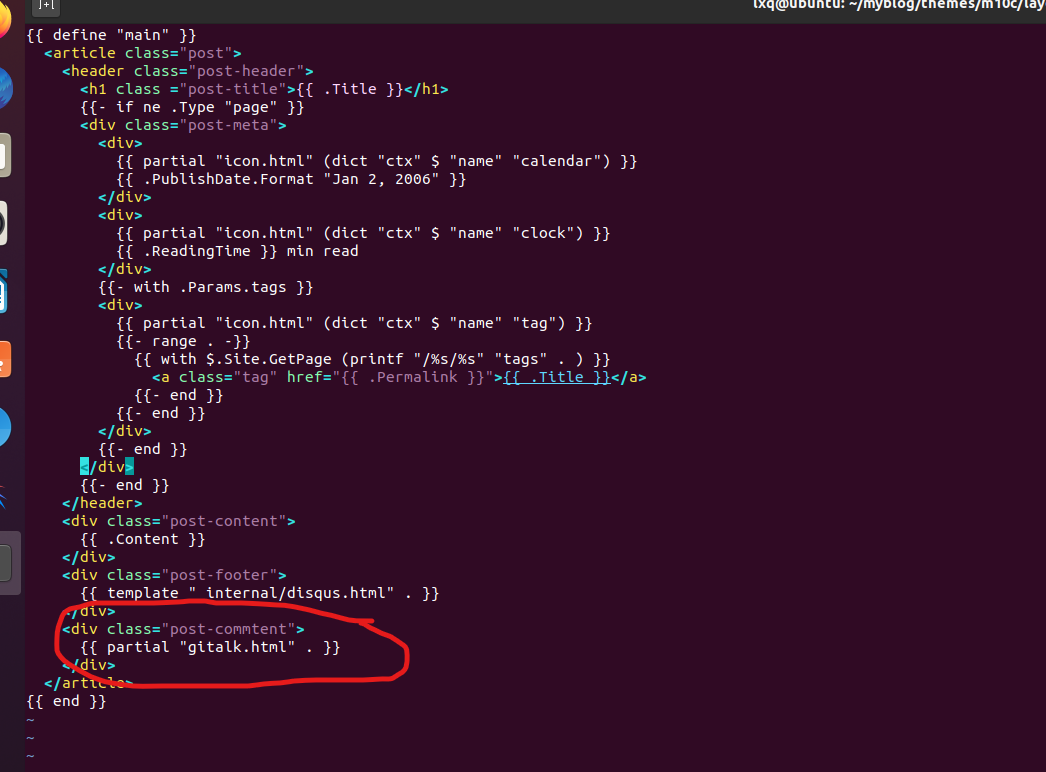 [+]
lxq@ubuntu: ~/myblog/themes/m10c/lay
{{ define "main" }}
  <article class="post">
    <header class="post-header">
      <h1 class ="post-title">{{ .Title }}</h1>
      {{- if ne .Type "page" }}
      <div class="post-meta">
        <div>
          {{ partial "icon.html" (dict "ctx" $ "name" "calendar") }}
          {{ .PublishDate.Format "Jan 2, 2006" }}
        </div>
        <div>
          {{ partial "icon.html" (dict "ctx" $ "name" "clock") }}
          {{ .ReadingTime }} min read
        </div>
        {{- with .Params.tags }}
        <div>
          {{ partial "icon.html" (dict "ctx" $ "name" "tag") }}
          {{- range . -}}
            {{ with $.Site.GetPage (printf "/%s/%s" "tags" . ) }}
              <a class="tag" href="{{ .Permalink }}">{{ .Title }}</a>
            {{- end }}
          {{- end }}
        </div>
        {{- end }}
      </div>
      {{- end }}
    </header>
    <div class="post-content">
      {{ .Content }}
    </div>
    <div class="post-footer">
      {{ template "_internal/disqus.html" . }}
    </div>
    <div class="post-commtent">
      {{ partial "gitalk.html" . }}
    </div>
  </article>
{{ end }}
~
~
~